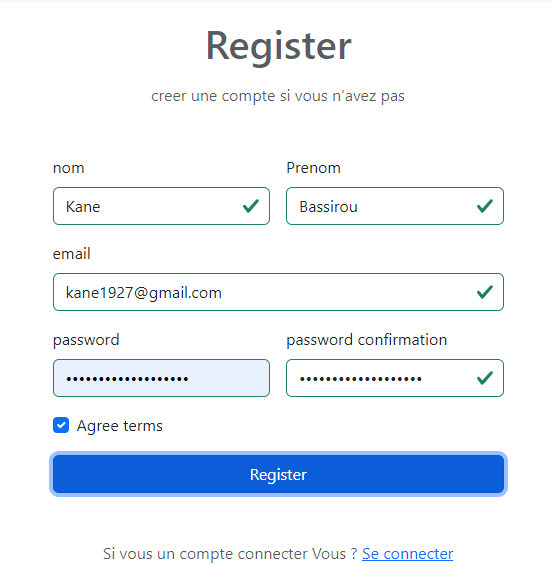 Register
creer une compte si vous n'avez pas
nom Prenom
Kane Bassirou
email
kane1927@gmail.com
password password confirmation
••••••••••••••••••• •••••••••••••••••••
Agree terms
Register
Si vous un compte connecter Vous ? Se connecter